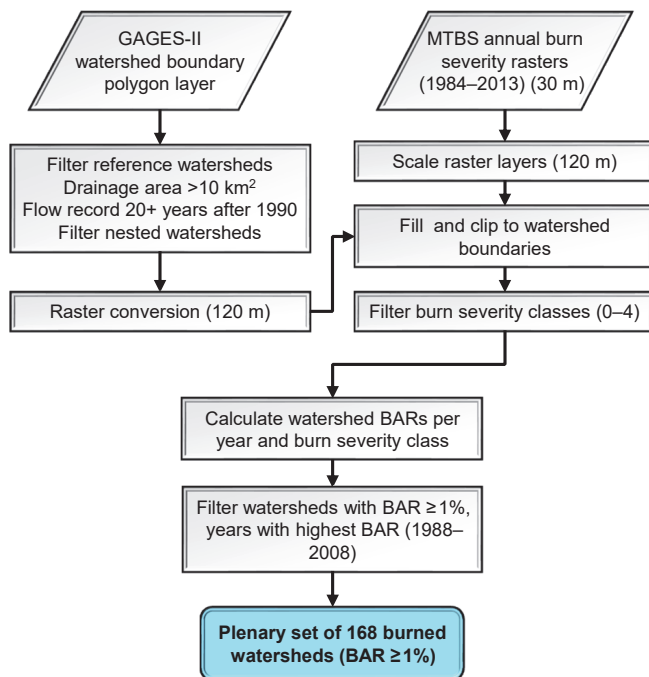 GAGES-II
watershed boundary
polygon layer
MTBS annual burn
severity rasters
(1984–2013) (30 m)
Filter reference watersheds
Drainage area >10 km²
Flow record 20+ years after 1990
Filter nested watersheds
Scale raster layers (120 m)
Fill and clip to watershed
boundaries
Raster conversion (120 m)
Filter burn severity classes (0–4)
Calculate watershed BARs per
year and burn severity class
Filter watersheds with BAR ≥1%,
years with highest BAR (1988–
2008)
Plenary set of 168 burned
watersheds (BAR ≥1%)